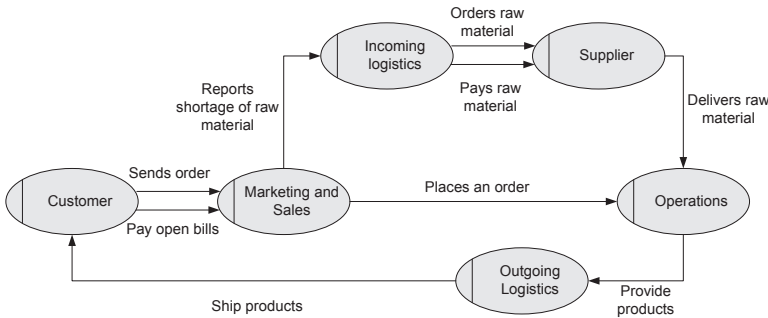 Orders raw
material
Incoming
logistics
Supplier
Pays raw
material
Reports
shortage of raw
material
Delivers raw
material
Sends order
Customer
Marketing and
Sales
Places an order
Operations
Pay open bills
Outgoing
Logistics
Provide
products
Ship products